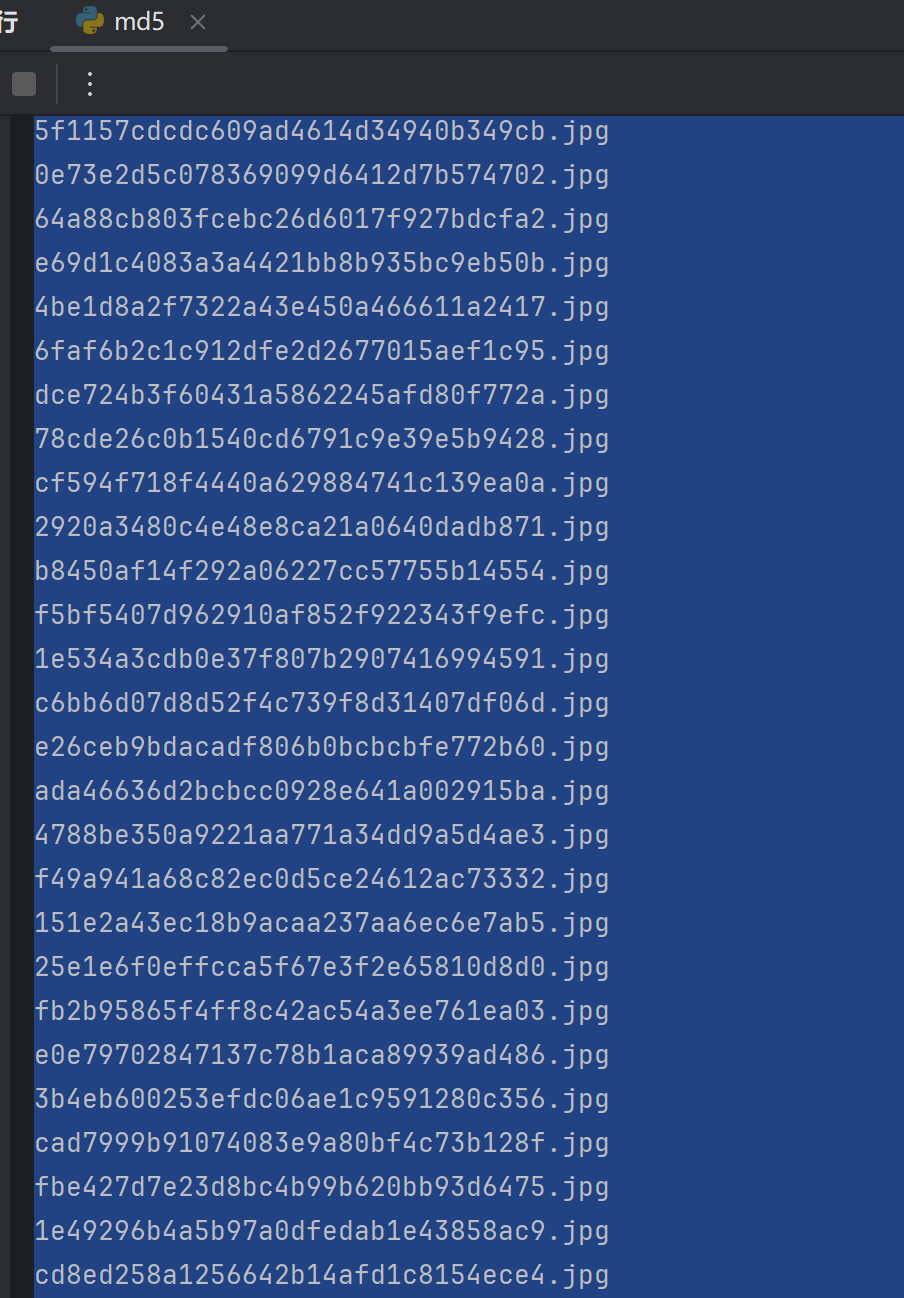 行
md5
5f1157cdcdc609ad4614d34940b349cb.jpg
0e73e2d5c078369099d6412d7b574702.jpg
64a88cb803fcebc26d6017f927bdcfa2.jpg
e69d1c4083a3a4421bb8b935bc9eb50b.jpg
4be1d8a2f7322a43e450a466611a2417.jpg
6faf6b2c1c912dfe2d2677015aef1c95.jpg
dce724b3f60431a5862245afd80f772a.jpg
78cde26c0b1540cd6791c9e39e5b9428.jpg
cf594f718f4440a629884741c139ea0a.jpg
2920a3480c4e48e8ca21a0640dadb871.jpg
b8450af14f292a06227cc57755b14554.jpg
f5bf5407d962910af852f922343f9efc.jpg
1e534a3cdb0e37f807b2907416994591.jpg
c6bb6d07d8d52f4c739f8d31407df06d.jpg
e26ceb9bdacadf806b0bcbcbfe772b60.jpg
ada46636d2bcbcc0928e641a002915ba.jpg
4788be350a9221aa771a34dd9a5d4ae3.jpg
f49a941a68c82ec0d5ce24612ac73332.jpg
151e2a43ec18b9acaa237aa6ec6e7ab5.jpg
25e1e6f0effcca5f67e3f2e65810d8d0.jpg
fb2b95865f4ff8c42ac54a3ee761ea03.jpg
e0e79702847137c78b1aca89939ad486.jpg
3b4eb600253efdc06ae1c9591280c356.jpg
cad7999b91074083e9a80bf4c73b128f.jpg
fbe427d7e23d8bc4b99b620bb93d6475.jpg
1e49296b4a5b97a0dfedab1e43858ac9.jpg
cd8ed258a1256642b14afd1c8154ece4.jpg